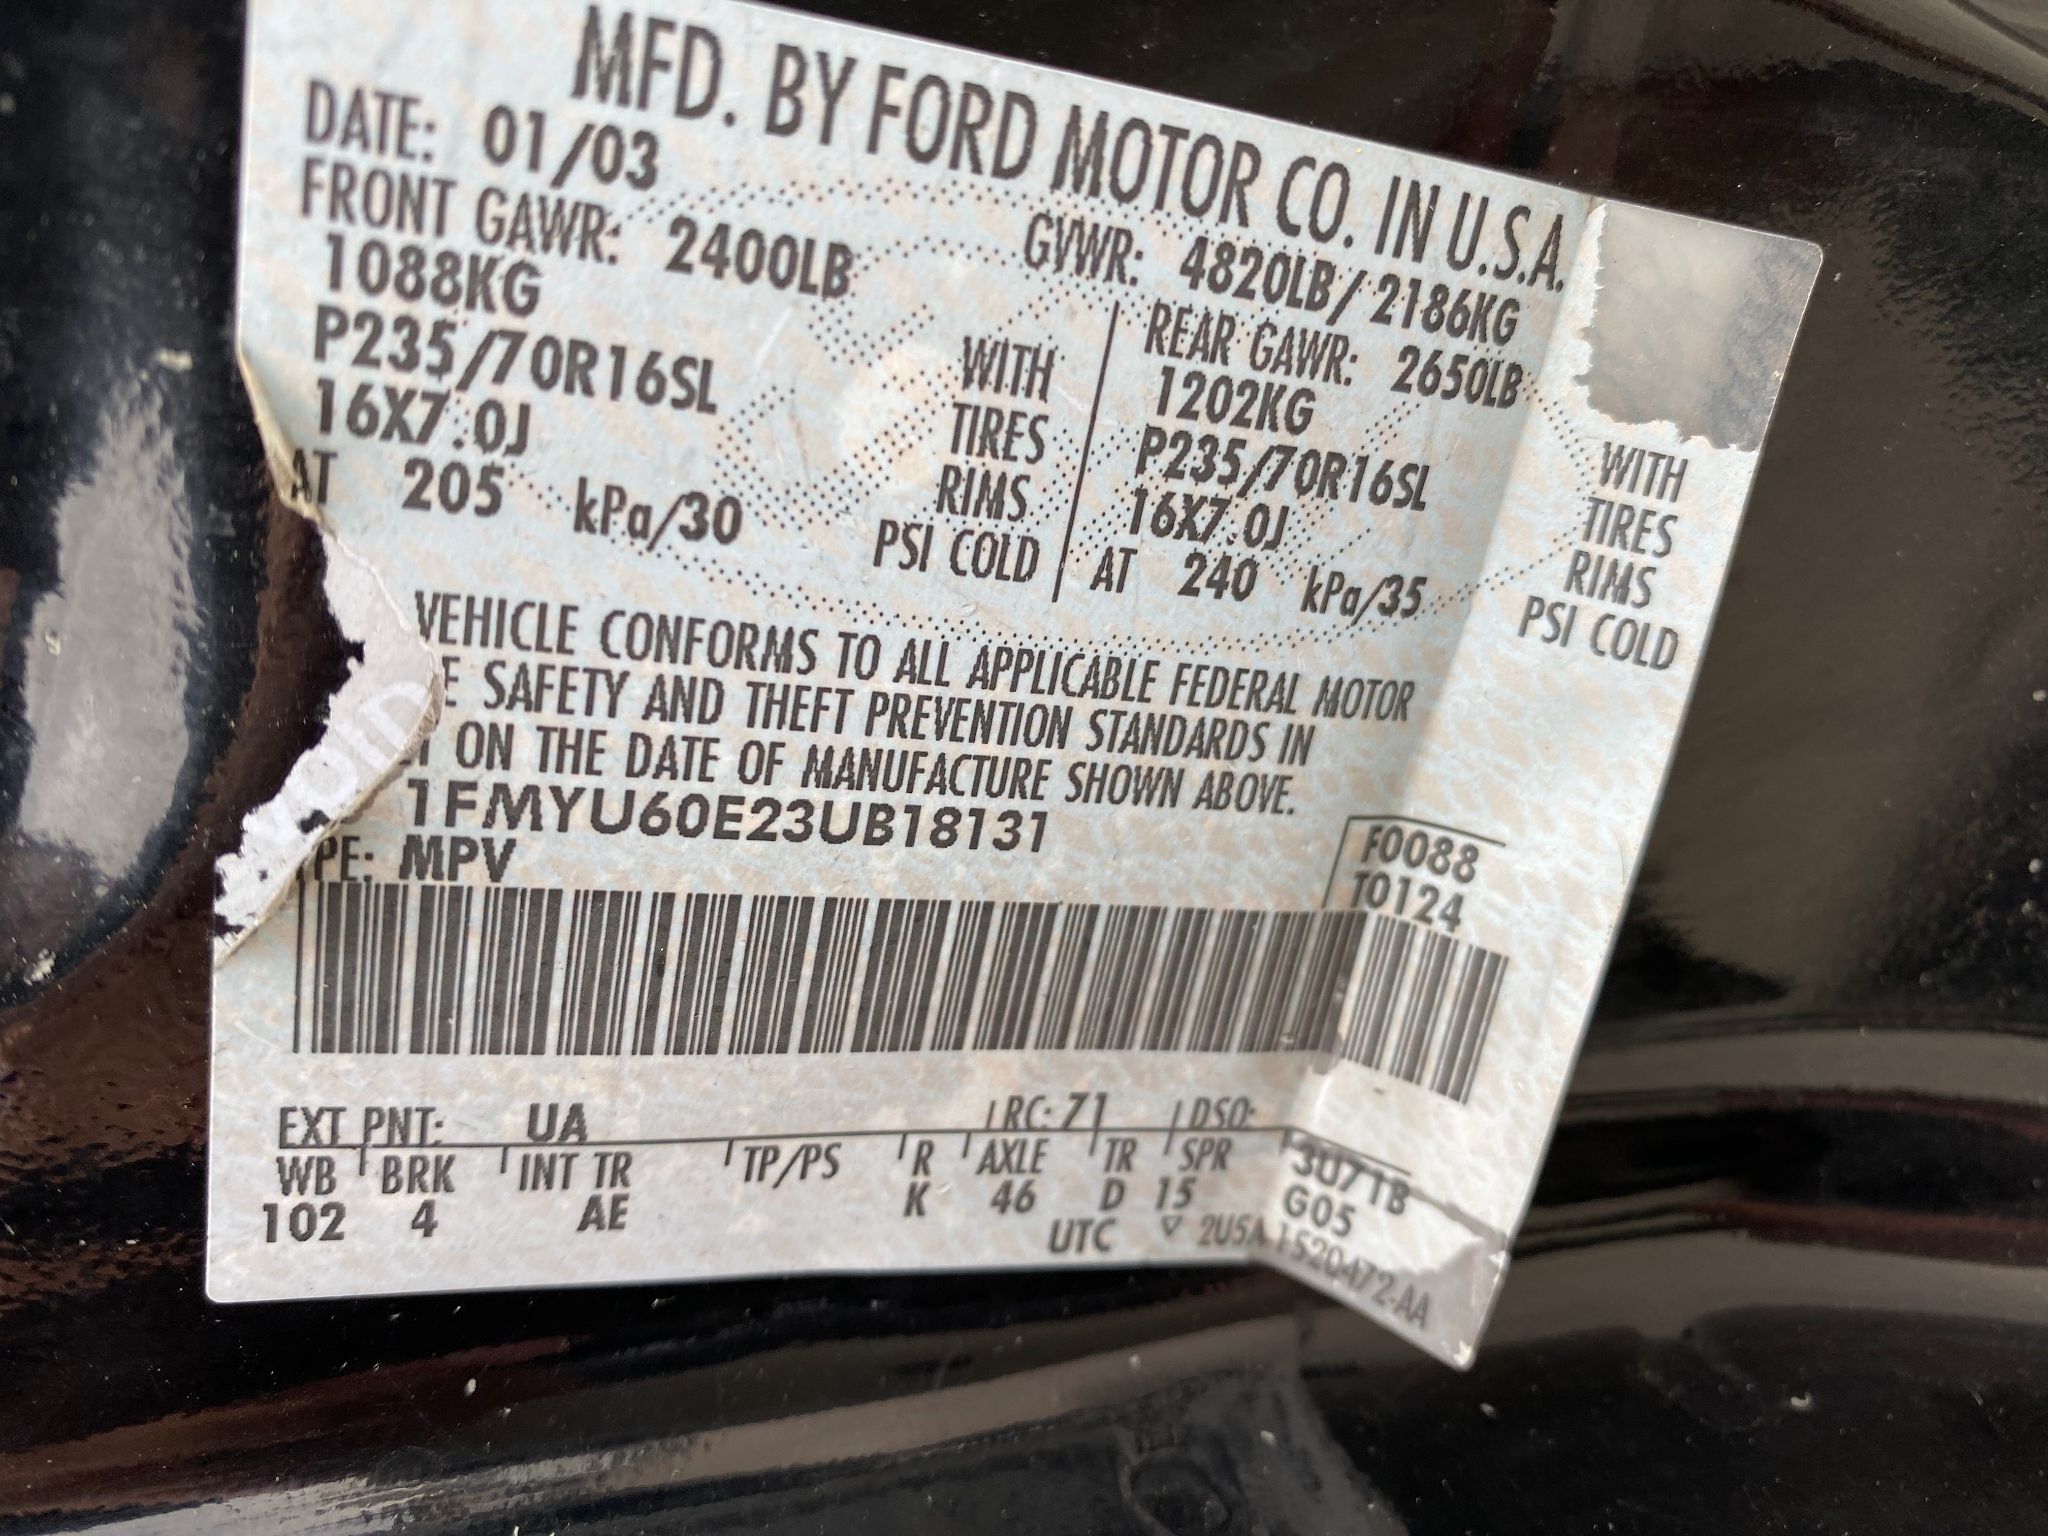 MFD. BY FORD MOTOR CO. IN U.S.A.
DATE: 01/03 GVWR: 4820LB/2186KG
FRONT GAWR: 2400LB REAR GAWR: 2650LB
1088KG WITH 1202KG WITH
P235/70R16SL TIRES P235/70R16SL TIRES
16X7.0J RIMS 16X7.0J RIMS
AT 205 kPa/30 PSI COLD AT 240 kPa/35 PSI COLD
VEHICLE CONFORMS TO ALL APPLICABLE FEDERAL MOTOR
E SAFETY AND THEFT PREVENTION STANDARDS IN
T ON THE DATE OF MANUFACTURE SHOWN ABOVE.
VOID
1FMYU60E23UB18131 F0088
PE: MPV T0124
EXT PNT: UA RC: 71 DSO:
WB BRK INT TR TP/PS R AXLE TR SPR 3U71B
102 4 AE K 46 D 15 G05
UTC ▽ 2U5A 1520472-AA